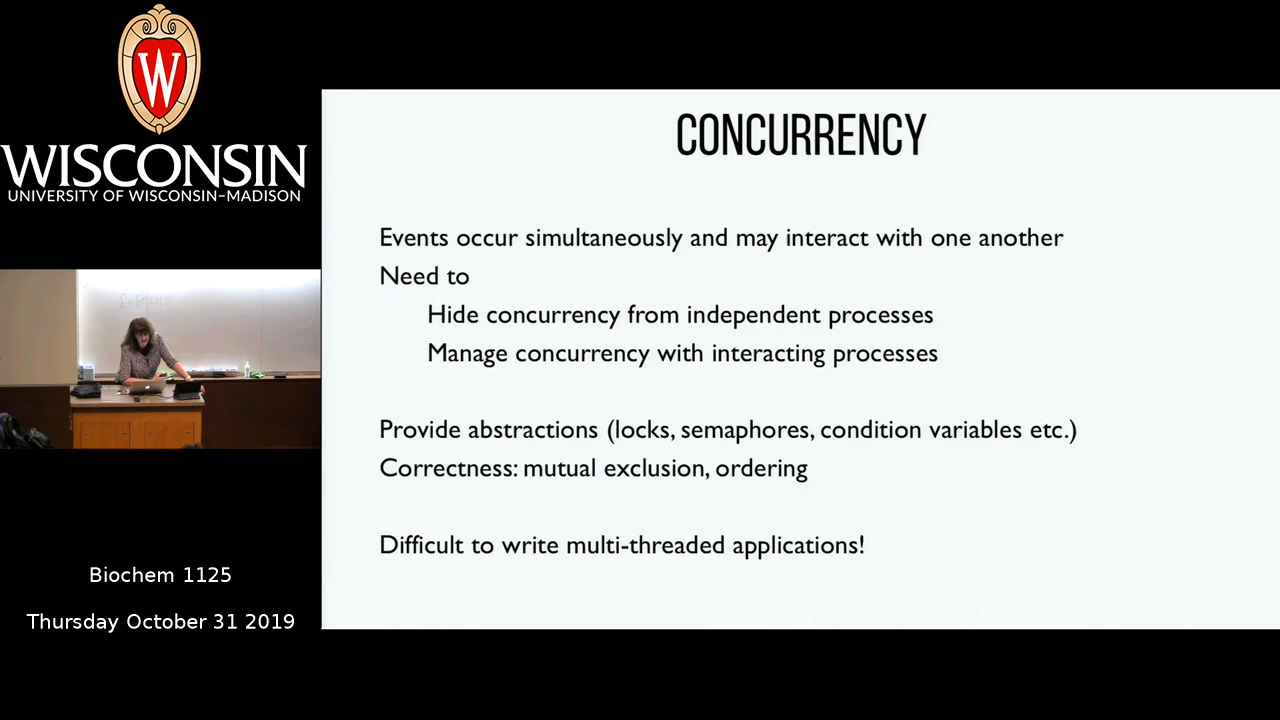 W
WISCONSIN
UNIVERSITY OF WISCONSIN–MADISON
Biochem 1125
Thursday October 31 2019
CONCURRENCY
Events occur simultaneously and may interact with one another
Need to
Hide concurrency from independent processes
Manage concurrency with interacting processes
Provide abstractions (locks, semaphores, condition variables etc.)
Correctness: mutual exclusion, ordering
Difficult to write multi-threaded applications!